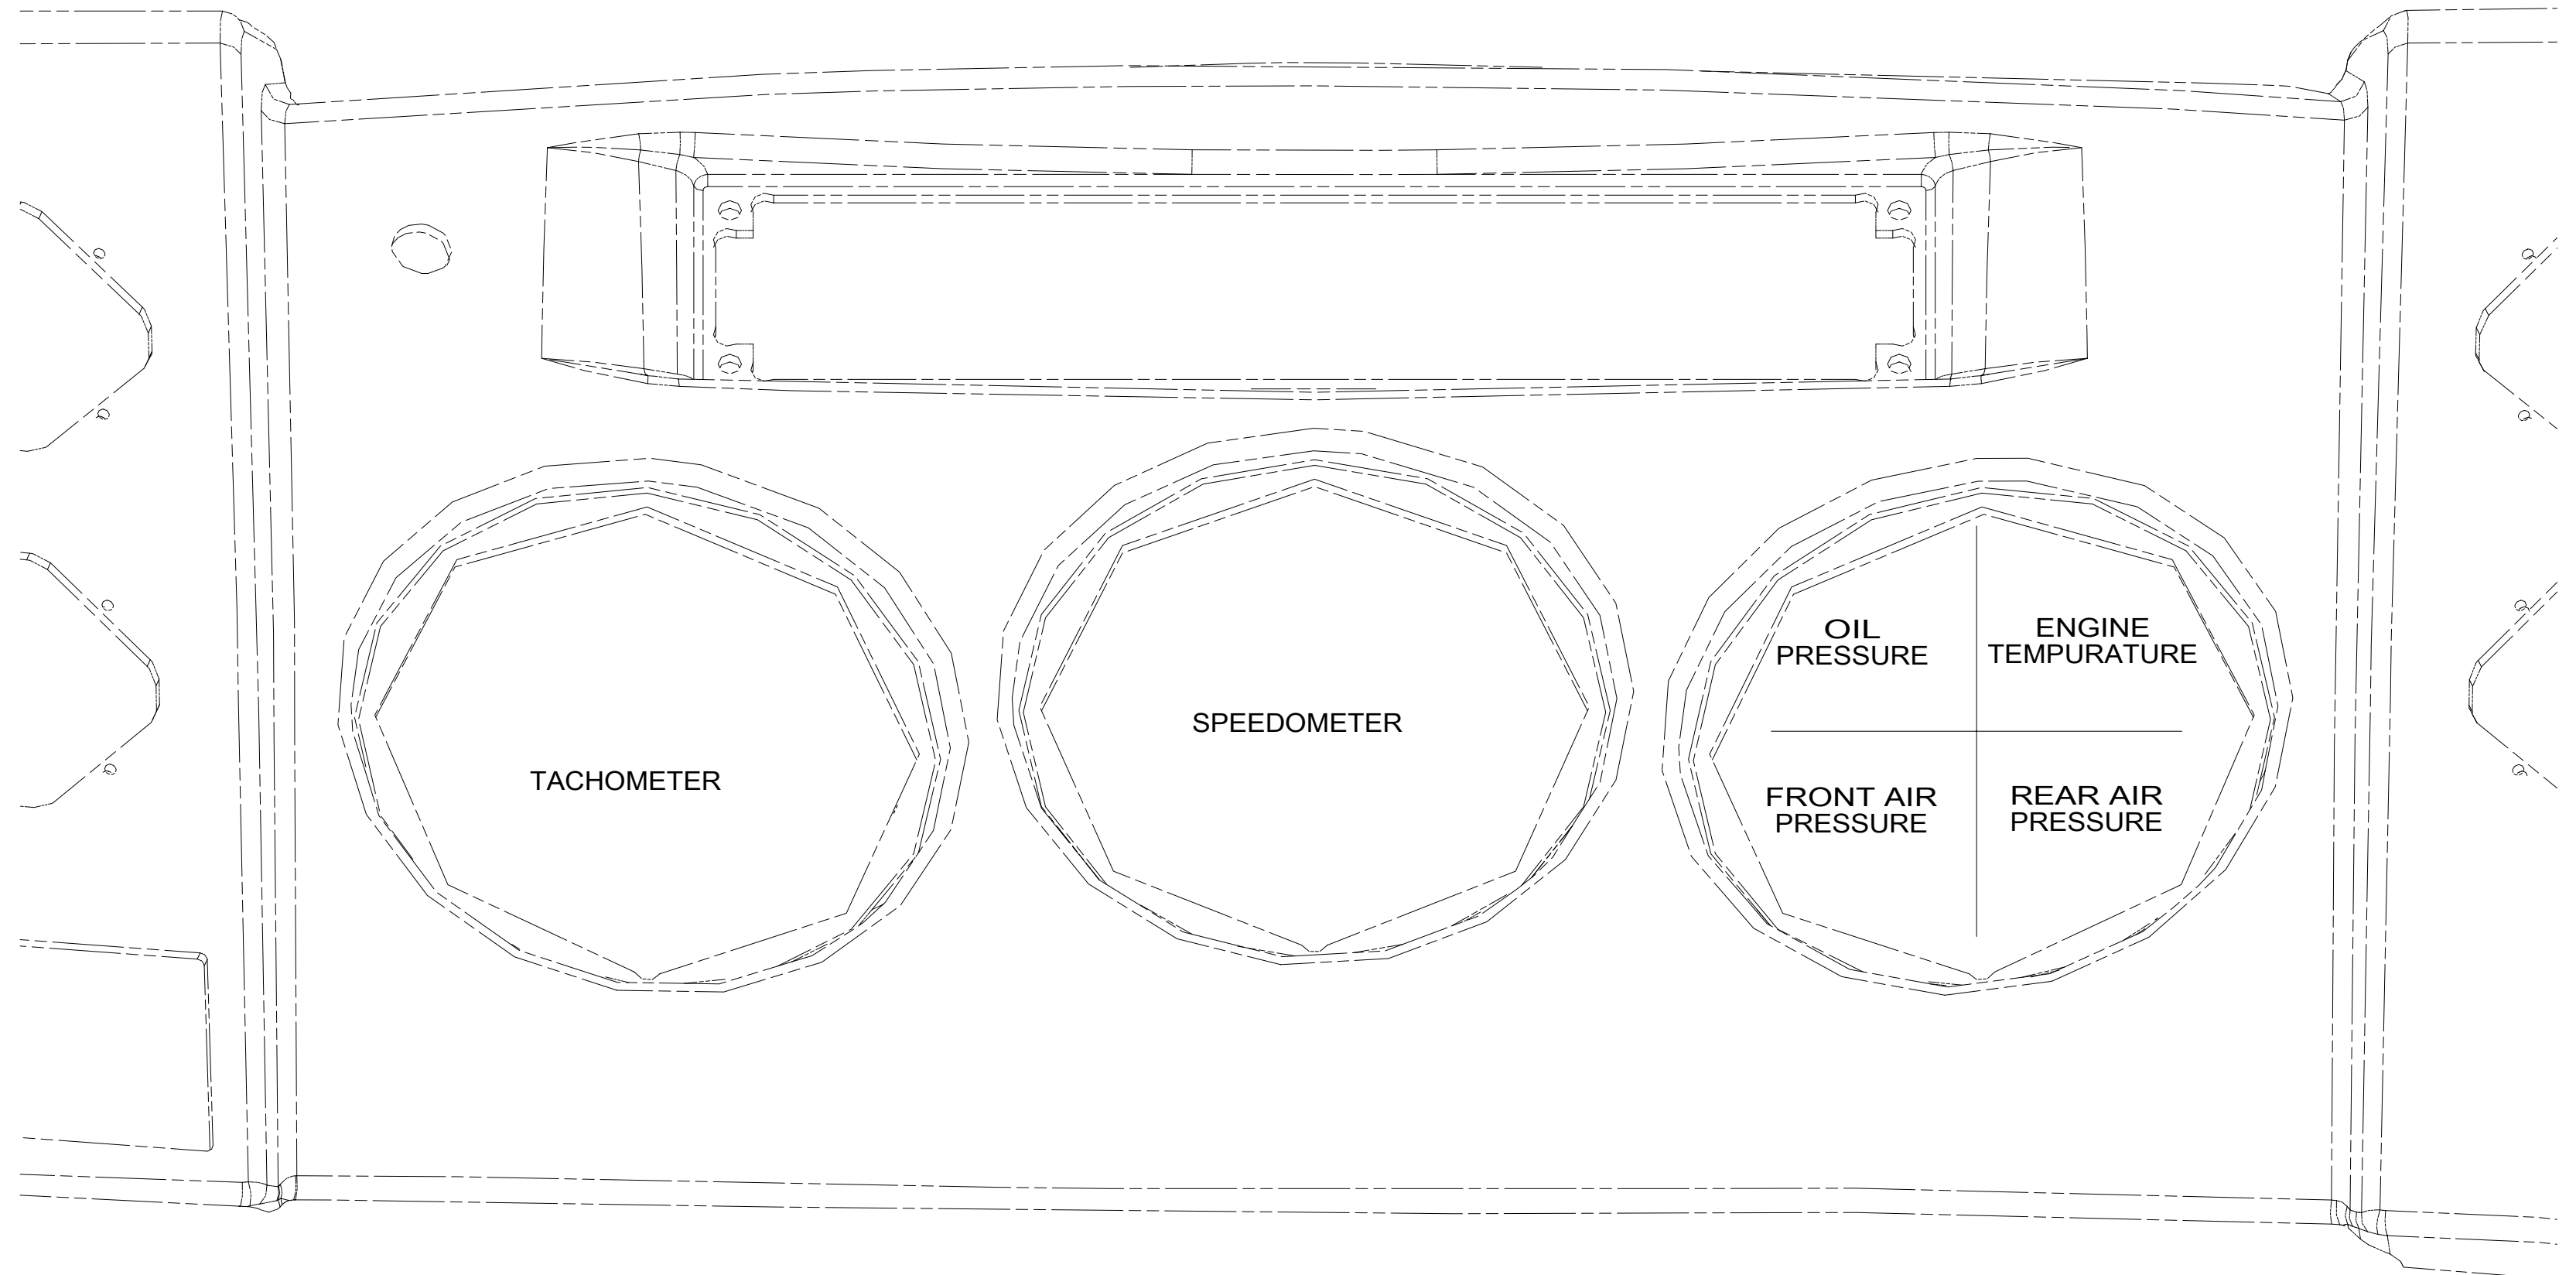 TACHOMETER
SPEEDOMETER
OIL
PRESSURE
ENGINE
TEMPURATURE
FRONT AIR
PRESSURE
REAR AIR
PRESSURE